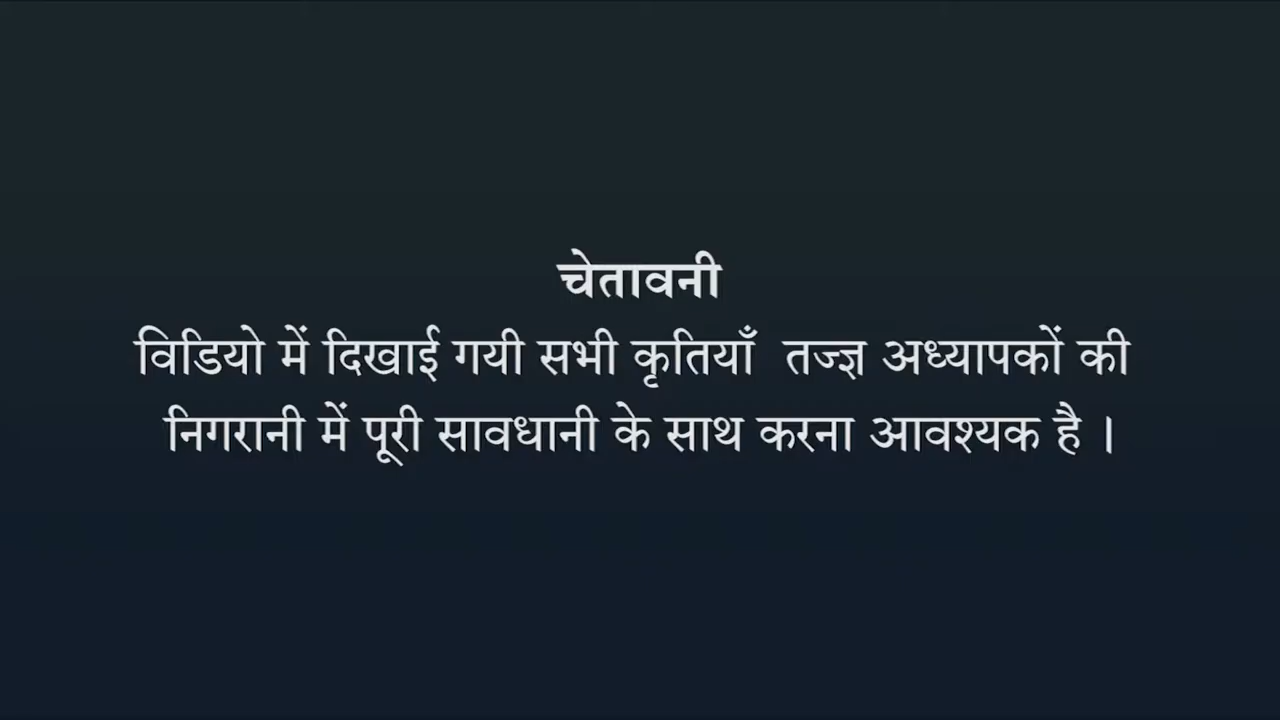 चेतावनी
विडियो में दिखाई गयी सभी कृतियाँ तज्ज्ञ अध्यापकों की
निगरानी में पूरी सावधानी के साथ करना आवश्यक है ।